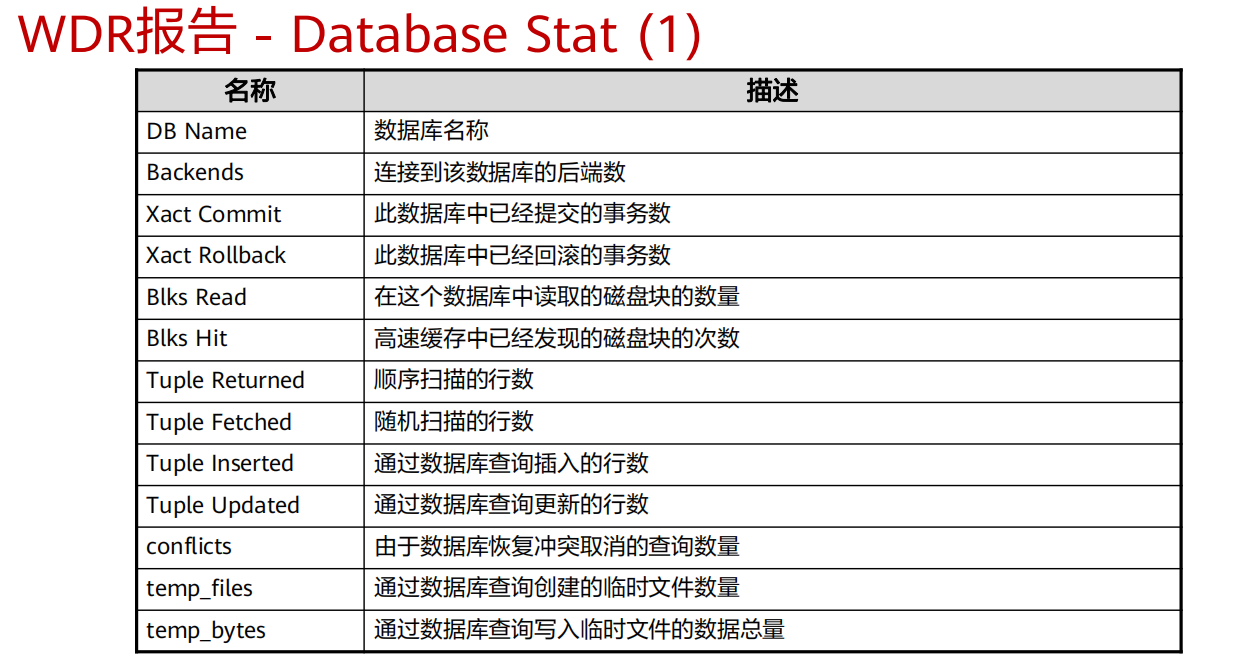 WDR报告 - Database Stat (1)
名称 描述
DB Name 数据库名称
Backends 连接到该数据库的后端数
Xact Commit 此数据库中已经提交的事务数
Xact Rollback 此数据库中已经回滚的事务数
Blks Read 在这个数据库中读取的磁盘块的数量
Blks Hit 高速缓存中已经发现的磁盘块的次数
Tuple Returned 顺序扫描的行数
Tuple Fetched 随机扫描的行数
Tuple Inserted 通过数据库查询插入的行数
Tuple Updated 通过数据库查询更新的行数
conflicts 由于数据库恢复冲突取消的查询数量
temp_files 通过数据库查询创建的临时文件数量
temp_bytes 通过数据库查询写入临时文件的数据总量